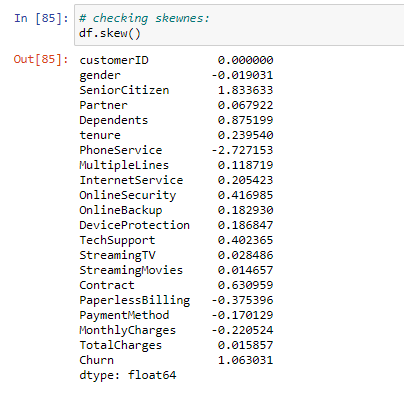 In [85]: # checking skewnes:
df.skew()
Out[85]: customerID 0.000000
gender -0.019031
SeniorCitizen 1.833633
Partner 0.067922
Dependents 0.875199
tenure 0.239540
PhoneService -2.727153
MultipleLines 0.118719
InternetService 0.205423
OnlineSecurity 0.416985
OnlineBackup 0.182930
DeviceProtection 0.186847
TechSupport 0.402365
StreamingTV 0.028486
StreamingMovies 0.014657
Contract 0.630959
PaperlessBilling -0.375396
PaymentMethod -0.170129
MonthlyCharges -0.220524
TotalCharges 0.015857
Churn 1.063031
dtype: float64